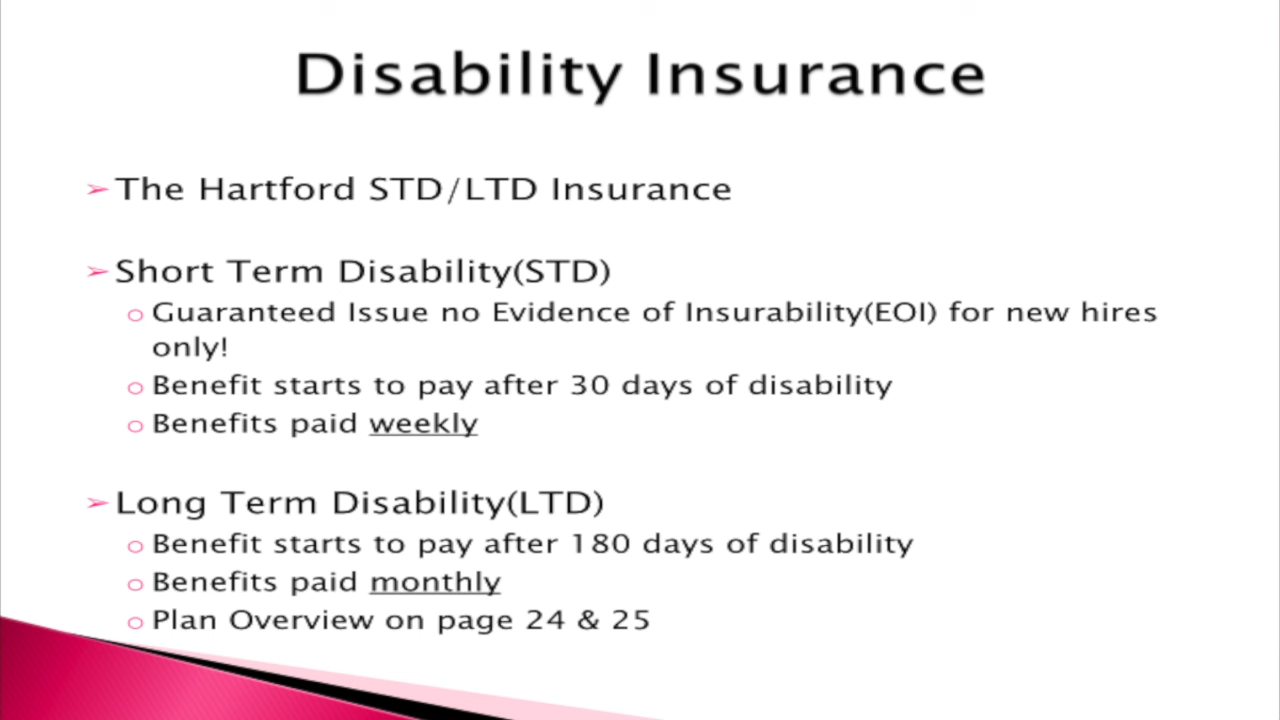 Disability Insurance
➢ The Hartford STD/LTD Insurance
➢ Short Term Disability(STD)
o Guaranteed Issue no Evidence of Insurability(EOI) for new hires
only!
o Benefit starts to pay after 30 days of disability
o Benefits paid weekly
➢ Long Term Disability(LTD)
o Benefit starts to pay after 180 days of disability
o Benefits paid monthly
o Plan Overview on page 24 & 25